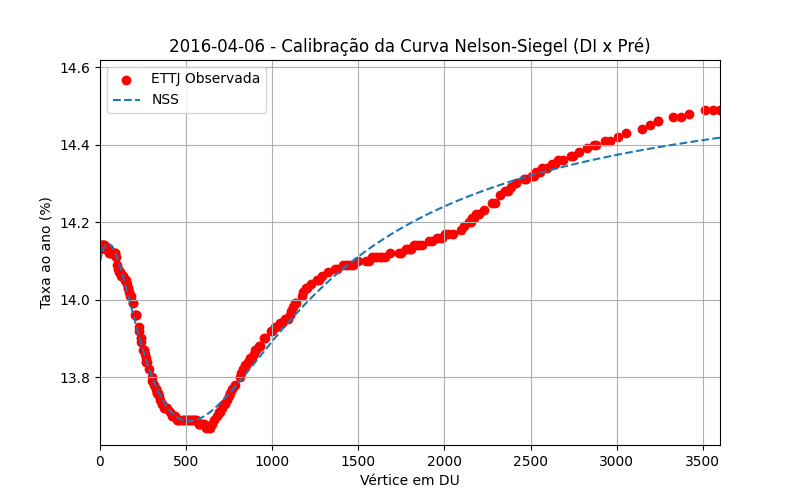 2016-04-06 - Calibração da Curva Nelson-Siegel (DI x Pré)
ETTJ Observada
NSS
Taxa ao ano (%)
14.6
14.4
14.2
14.0
13.8
0 500 1000 1500 2000 2500 3000 3500
Vértice em DU